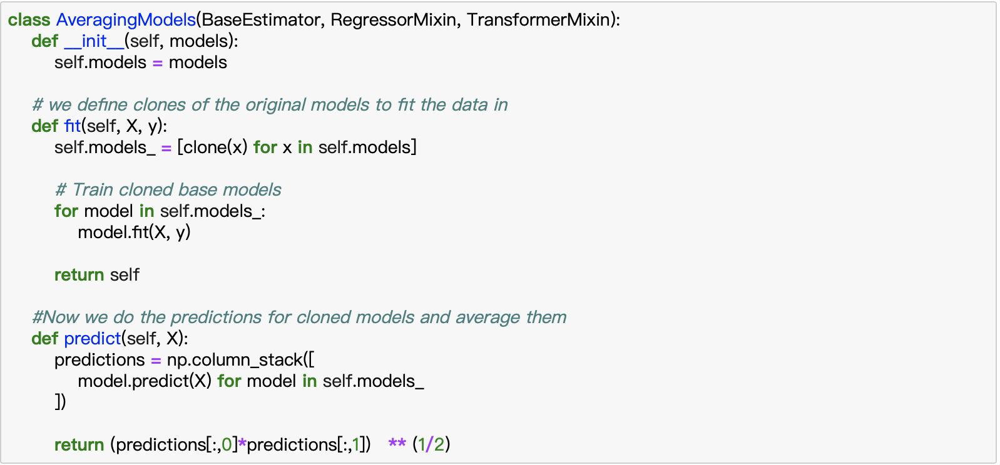 class AveragingModels(BaseEstimator, RegressorMixin, TransformerMixin):
    def __init__(self, models):
        self.models = models

    # we define clones of the original models to fit the data in
    def fit(self, X, y):
        self.models_ = [clone(x) for x in self.models]

        # Train cloned base models
        for model in self.models_:
            model.fit(X, y)

        return self

    #Now we do the predictions for cloned models and average them
    def predict(self, X):
        predictions = np.column_stack([
            model.predict(X) for model in self.models_
        ])

        return (predictions[:,0]*predictions[:,1])   ** (1/2)